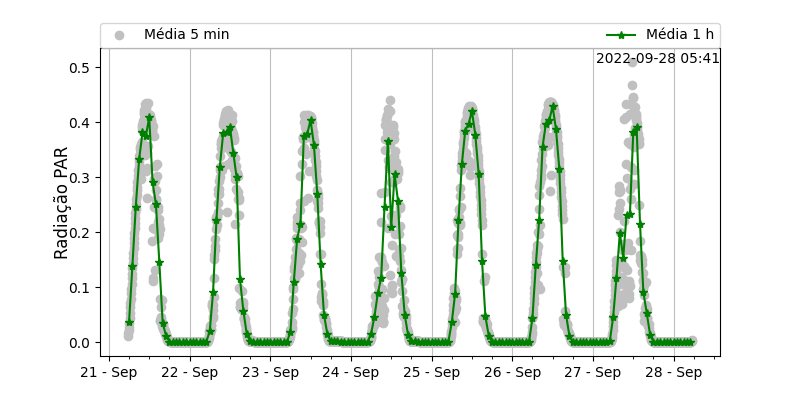 Média 5 min
Média 1 h
2022-09-28 05:41
Radiação PAR
0.5
0.4
0.3
0.2
0.1
0.0
21 - Sep
22 - Sep
23 - Sep
24 - Sep
25 - Sep
26 - Sep
27 - Sep
28 - Sep